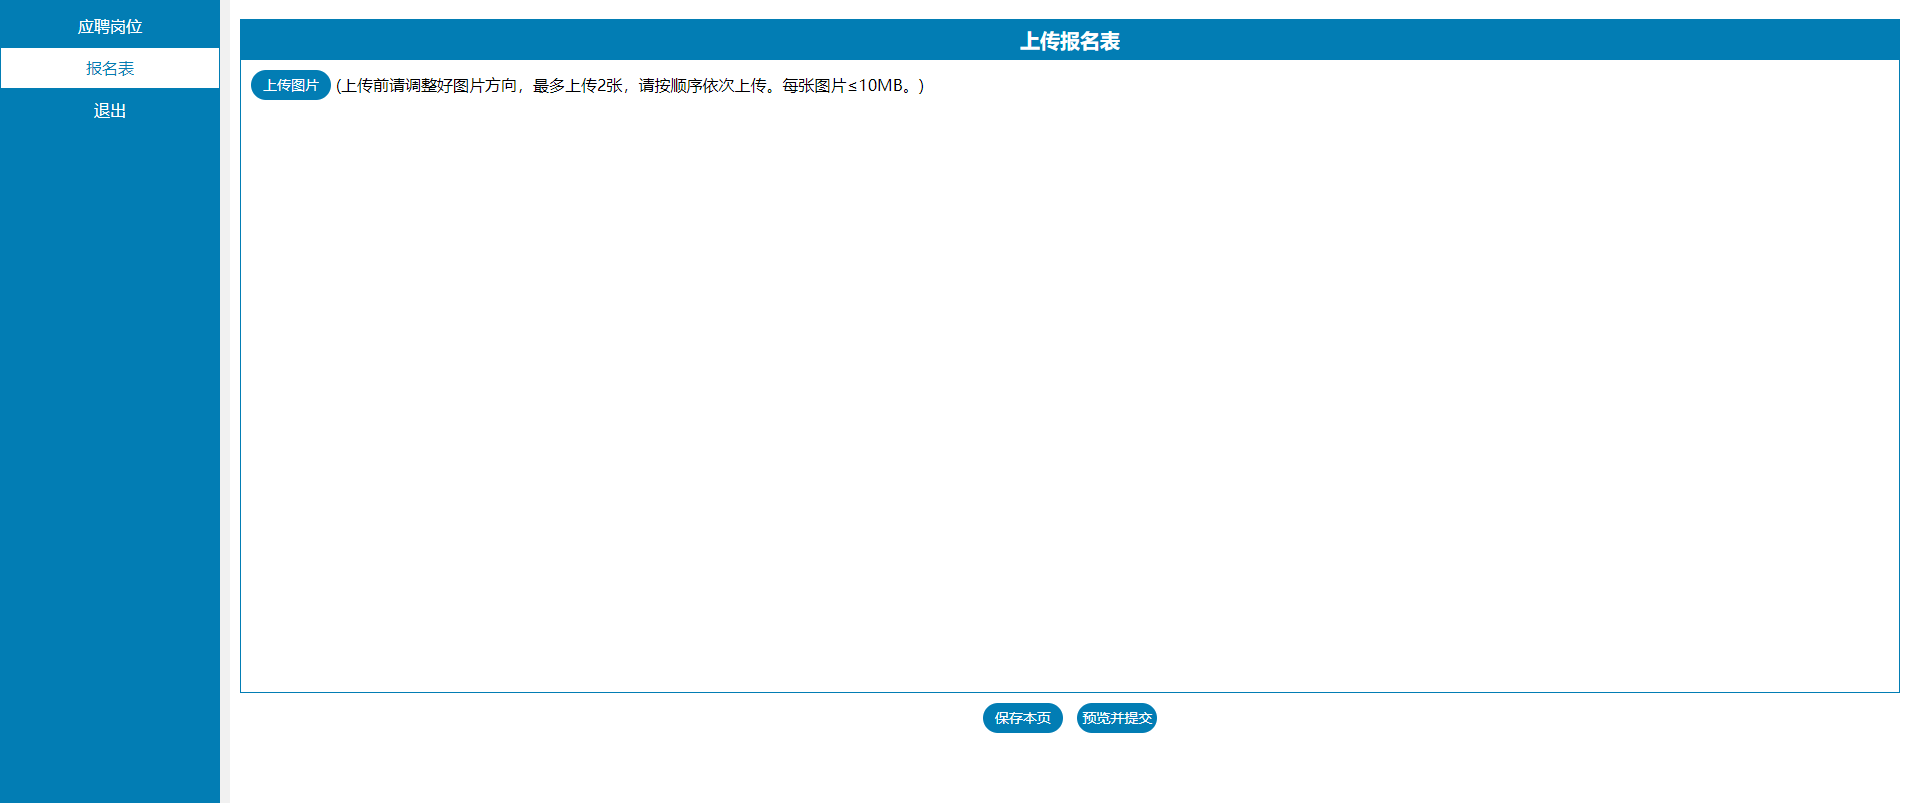 应聘岗位
报名表
退出
上传报名表
上传图片 (上传前请调整好图片方向，最多上传2张，请按顺序依次上传。每张图片≤10MB。)
保存本页 预览并提交